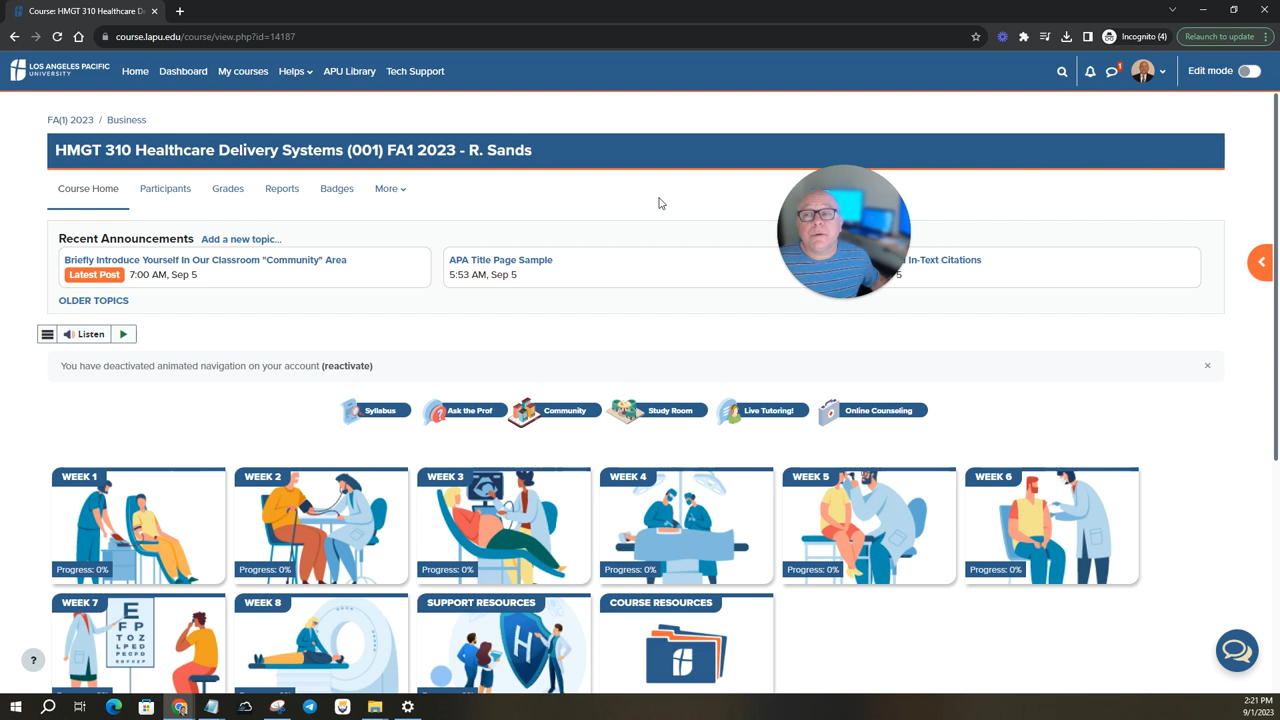 Course: HMGT 310 Healthcare D
course.lapu.edu/course/view.php?id=14187
Incognito (4)
Relaunch to update
LOS ANGELES PACIFIC
UNIVERSITY
Home
Dashboard
My courses
Helps
APU Library
Tech Support
1
Edit mode
FA(1) 2023 / Business
HMGT 310 Healthcare Delivery Systems (001) FA1 2023 - R. Sands
Course Home
Participants
Grades
Reports
Badges
More
Recent Announcements
Add a new topic...
Briefly Introduce Yourself In Our Classroom "Community" Area
Latest Post
7:00 AM, Sep 5
APA Title Page Sample
5:53 AM, Sep 5
In-Text Citations
5
OLDER TOPICS
Listen
You have deactivated animated navigation on your account (reactivate)
×
Syllabus
Ask the Prof
Community
Study Room
Live Tutoring!
Online Counseling
WEEK 1
Progress: 0%
WEEK 2
Progress: 0%
WEEK 3
Progress: 0%
WEEK 4
Progress: 0%
WEEK 5
Progress: 0%
WEEK 6
Progress: 0%
WEEK 7
E
F P
T O Z
L P E D
P E C F D
WEEK 8
SUPPORT RESOURCES
H
COURSE RESOURCES
?
2:21 PM
9/1/2023